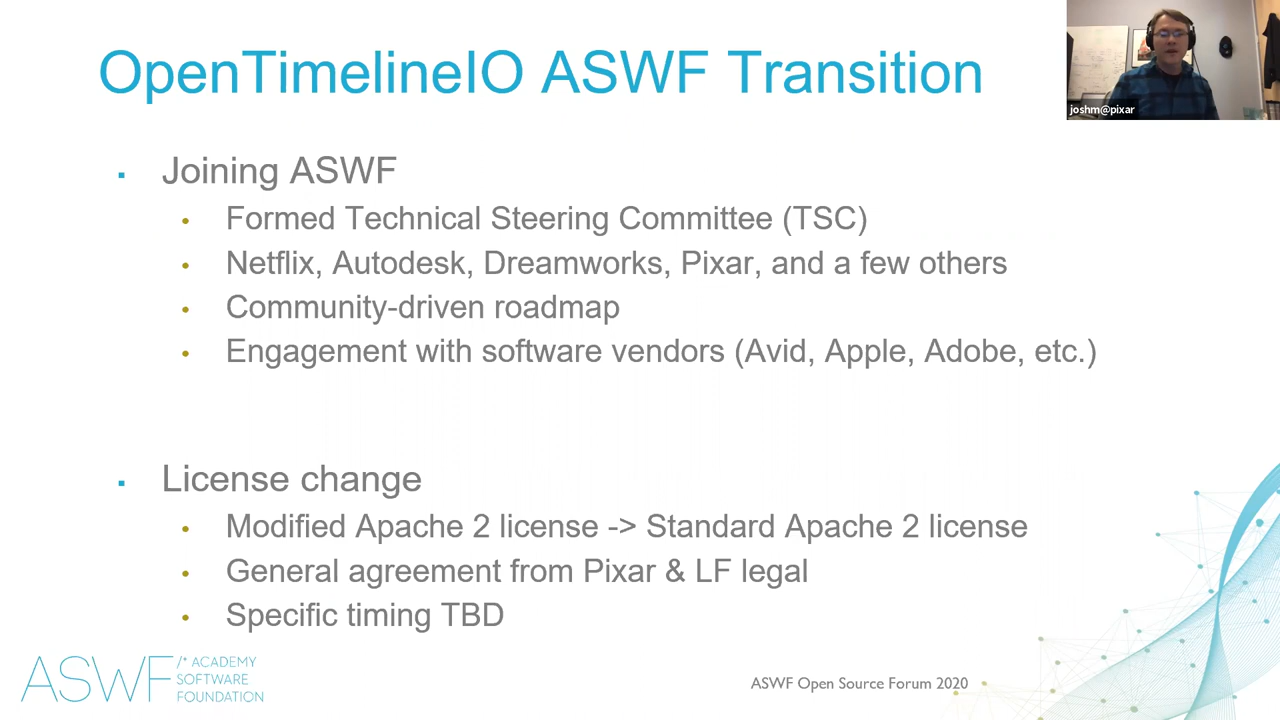 OpenTimelineIO ASWF Transition
joshm@pixar
Joining ASWF
Formed Technical Steering Committee (TSC)
Netflix, Autodesk, Dreamworks, Pixar, and a few others
Community-driven roadmap
Engagement with software vendors (Avid, Apple, Adobe, etc.)
License change
Modified Apache 2 license -> Standard Apache 2 license
General agreement from Pixar & LF legal
Specific timing TBD
ASWF /* ACADEMY
SOFTWARE
FOUNDATION
ASWF Open Source Forum 2020